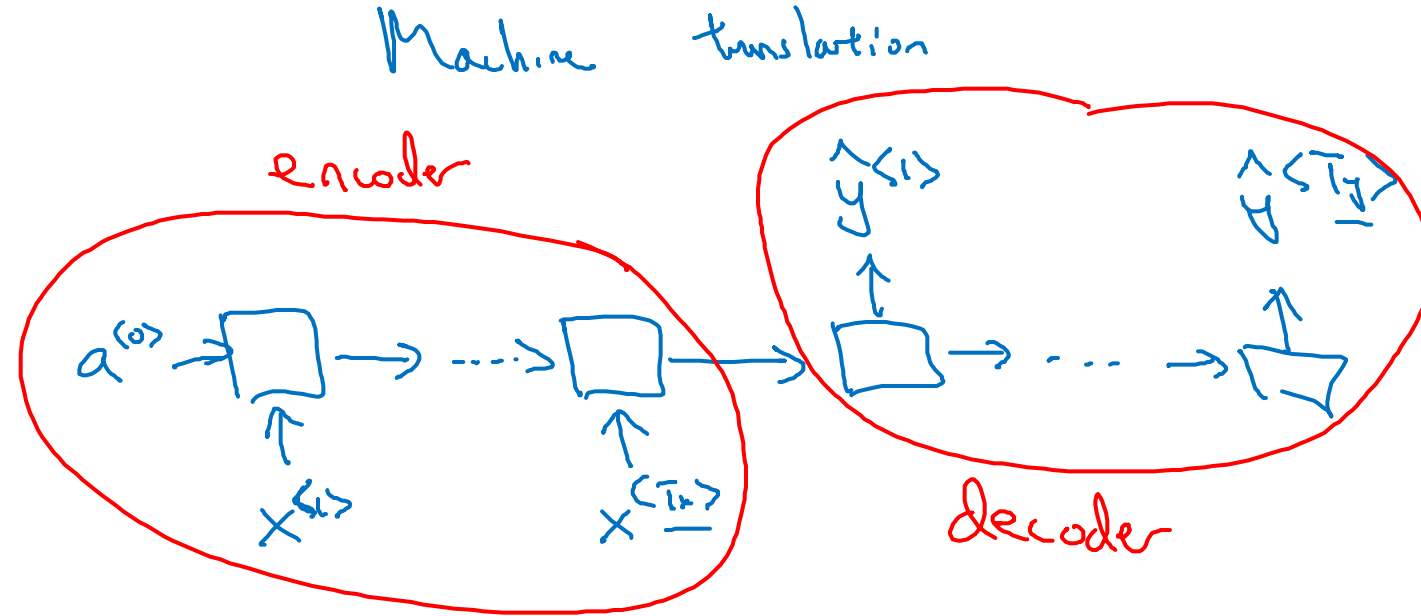 Machine translation
encoder
ŷ<1> ŷ<Ty>
a<0>
x<1> x<Tx>
decoder